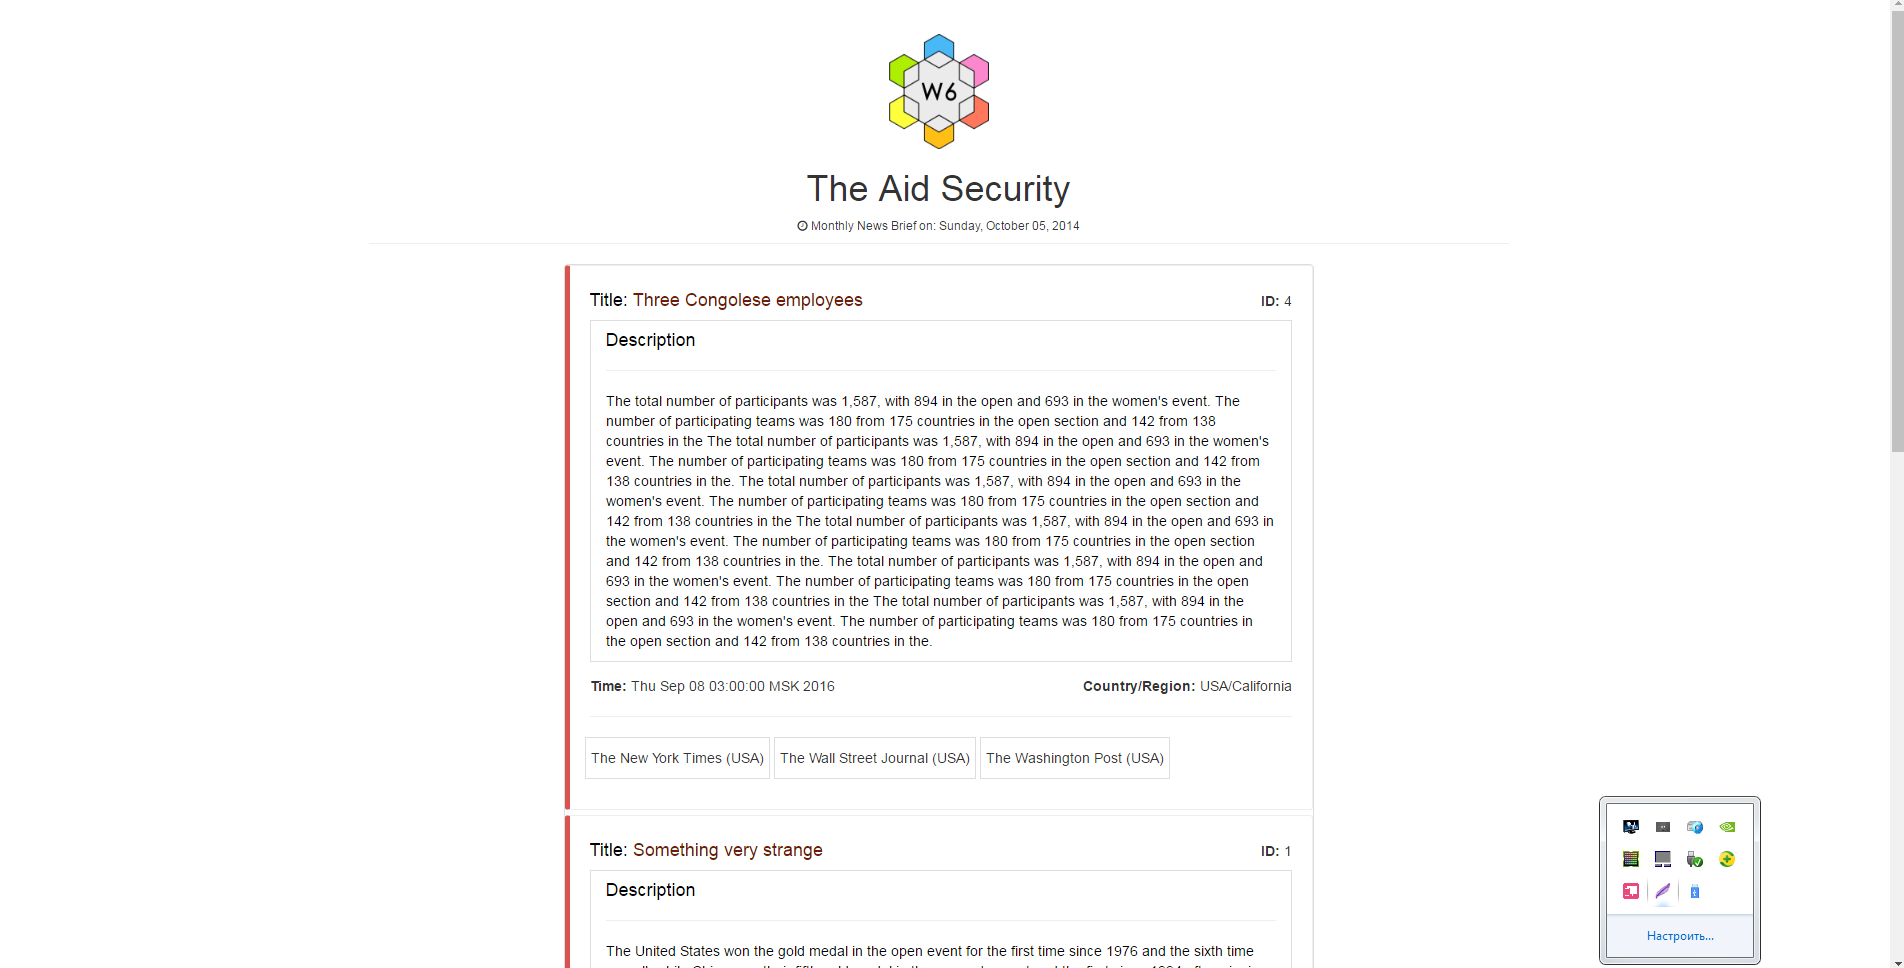 W6
The Aid Security
Monthly News Brief on: Sunday, October 05, 2014
Title: Three Congolese employees
ID: 4
Description
The total number of participants was 1,587, with 894 in the open and 693 in the women's event. The
number of participating teams was 180 from 175 countries in the open section and 142 from 138
countries in the The total number of participants was 1,587, with 894 in the open and 693 in the women's
event. The number of participating teams was 180 from 175 countries in the open section and 142 from
138 countries in the. The total number of participants was 1,587, with 894 in the open and 693 in the
women's event. The number of participating teams was 180 from 175 countries in the open section and
142 from 138 countries in the The total number of participants was 1,587, with 894 in the open and 693 in
the women's event. The number of participating teams was 180 from 175 countries in the open section
and 142 from 138 countries in the. The total number of participants was 1,587, with 894 in the open and
693 in the women's event. The number of participating teams was 180 from 175 countries in the open
section and 142 from 138 countries in the The total number of participants was 1,587, with 894 in the
open and 693 in the women's event. The number of participating teams was 180 from 175 countries in
the open section and 142 from 138 countries in the.
Time: Thu Sep 08 03:00:00 MSK 2016
Country/Region: USA/California
The New York Times (USA)
The Wall Street Journal (USA)
The Washington Post (USA)
Title: Something very strange
ID: 1
Description
The United States won the gold medal in the open event for the first time since 1976 and the sixth time
Настроить...